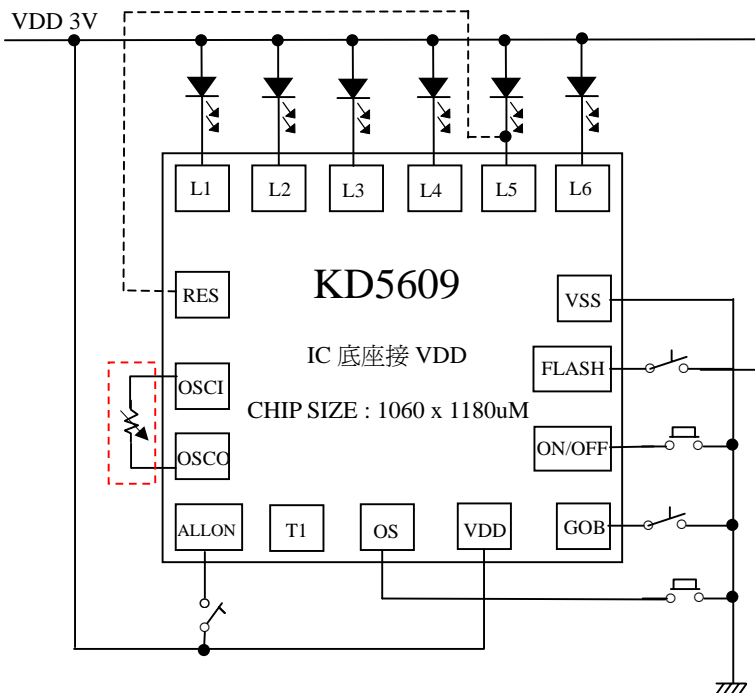 VDD 3V
L1
L2
L3
L4
L5
L6
RES
KD5609
VSS
IC 底座接 VDD
FLASH
OSCI
CHIP SIZE : 1060 x 1180uM
ON/OFF
OSCO
ALLON
T1
OS
VDD
GOB